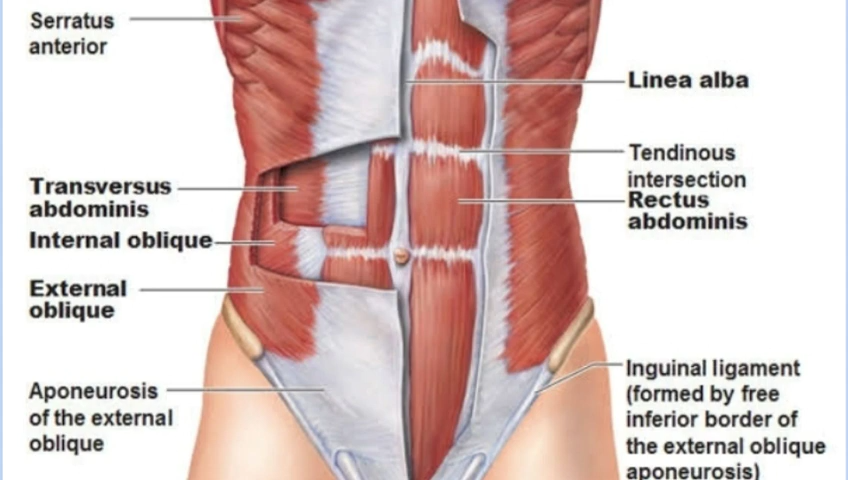 Serratus
anterior
Transversus
abdominis
Internal oblique
External
oblique
Aponeurosis
of the external
oblique
Linea alba
Tendinous
intersection
Rectus
abdominis
Inguinal ligament
(formed by free
inferior border of
the external oblique
aponeurosis)